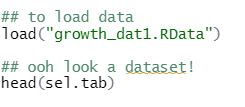 ## to load data
load("growth_dat1.RData")
## ooh look a dataset!
head(sel.tab)